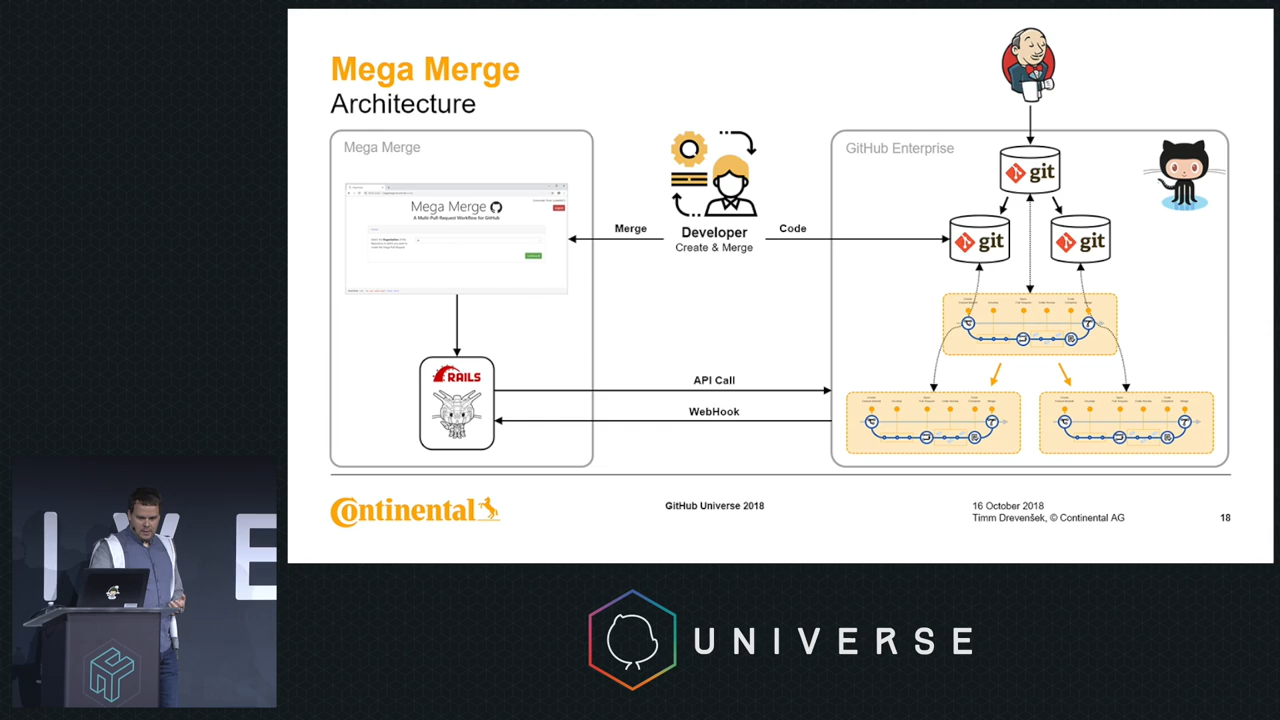 Mega Merge
Architecture
Mega Merge
GitHub Enterprise
git
git
git
Mega Merge
A Multi Pull Request Workflow for GitHub
Merge
Developer
Create & Merge
Code
RAILS
API Call
WebHook
Continental
GitHub Universe 2018
16 October 2018
Timm Drevenšek, © Continental AG
18
I V E
UNIVERSE